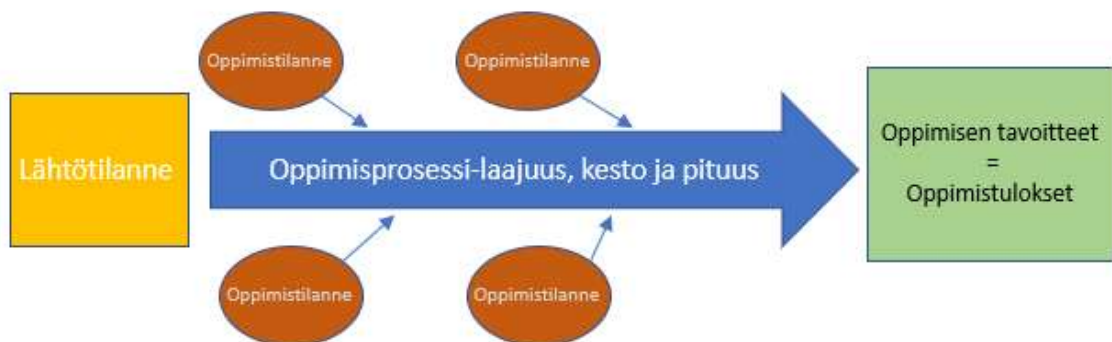 Oppimistilanne
Oppimistilanne
Lähtötilanne
Oppimisprosessi-laajuus, kesto ja pituus
Oppimisen tavoitteet
=
Oppimistulokset
Oppimistilanne
Oppimistilanne